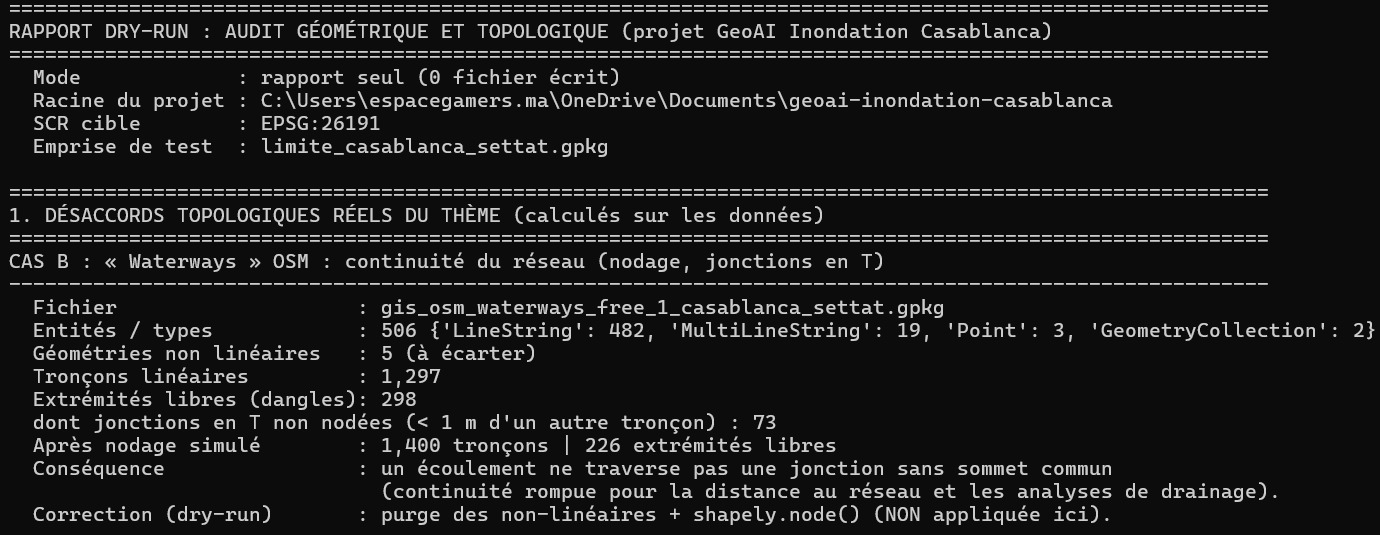 =========================================================================================================
RAPPORT DRY-RUN : AUDIT GÉOMÉTRIQUE ET TOPOLOGIQUE (projet GeoAI Inondation Casablanca)
=========================================================================================================
  Mode             : rapport seul (0 fichier écrit)
  Racine du projet : C:\Users\espacegamers.ma\OneDrive\Documents\geoai-inondation-casablanca
  SCR cible        : EPSG:26191
  Emprise de test  : limite_casablanca_settat.gpkg

=========================================================================================================
1. DÉSACCORDS TOPOLOGIQUES RÉELS DU THÈME (calculés sur les données)
=========================================================================================================
CAS B : « Waterways » OSM : continuité du réseau (nodage, jonctions en T)
---------------------------------------------------------------------------------------------------------
  Fichier                    : gis_osm_waterways_free_1_casablanca_settat.gpkg
  Entités / types            : 506 {'LineString': 482, 'MultiLineString': 19, 'Point': 3, 'GeometryCollection': 2}
  Géométries non linéaires   : 5 (à écarter)
  Tronçons linéaires         : 1,297
  Extrémités libres (dangles): 298
  dont jonctions en T non nodées (< 1 m d'un autre tronçon) : 73
  Après nodage simulé        : 1,400 tronçons | 226 extrémités libres
  Conséquence                : un écoulement ne traverse pas une jonction sans sommet commun
                               (continuité rompue pour la distance au réseau et les analyses de drainage).
  Correction (dry-run)       : purge des non-linéaires + shapely.node() (NON appliquée ici).